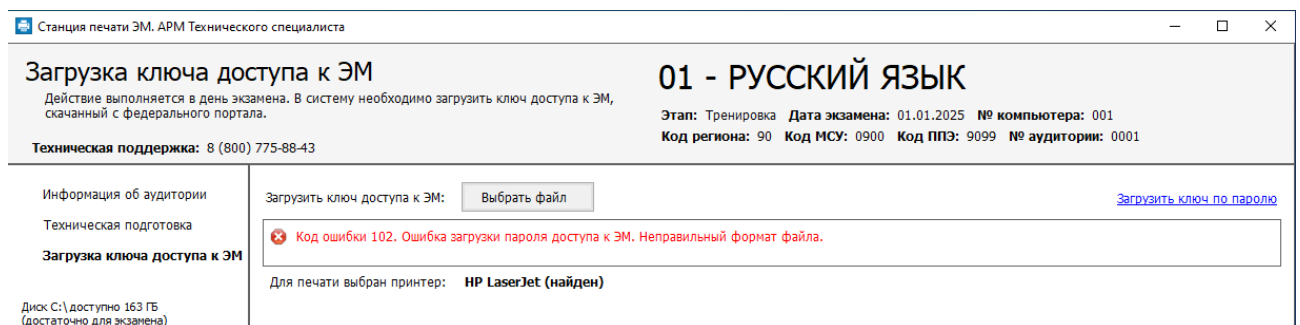 Станция печати ЭМ. АРМ Технического специалиста
Загрузка ключа доступа к ЭМ
Действие выполняется в день экзамена. В систему необходимо загрузить ключ доступа к ЭМ,
скачанный с федерального портала.
Техническая поддержка: 8 (800) 775-88-43
01 - РУССКИЙ ЯЗЫК
Этап: Тренировка Дата экзамена: 01.01.2025 № компьютера: 001
Код региона: 90 Код МСУ: 0900 Код ППЭ: 9099 № аудитории: 0001
Информация об аудитории
Техническая подготовка
Загрузка ключа доступа к ЭМ
Диск C:\ доступно 163 ГБ
(достаточно для экзамена)
Загрузить ключ доступа к ЭМ: Выбрать файл Загрузить ключ по паролю
Код ошибки 102. Ошибка загрузки пароля доступа к ЭМ. Неправильный формат файла.
Для печати выбран принтер: HP LaserJet (найден)